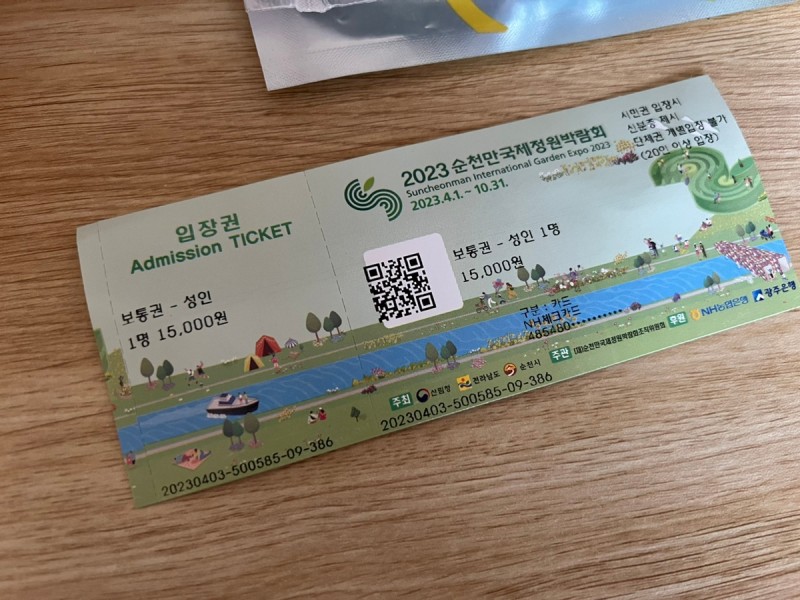 입장권
Admission TICKET
보통권 - 성인
1명 15,000원
20230403-500585-09-386
2023 순천만국제정원박람회
Suncheonman International Garden Expo 2023
2023.4.1. ~ 10.31.
시민권 입장시
신분증 제시
단체권 개별입장 불가
(20인 이상 입장)
보통권 - 성인 1명
15,000원
구분 : 카드
NH체크카드
485480**********
주최 산림청 전라남도 순천시 주관 (재)순천만국제정원박람회조직위원회 후원 NH농협은행 광주은행
20230403-500585-09-386